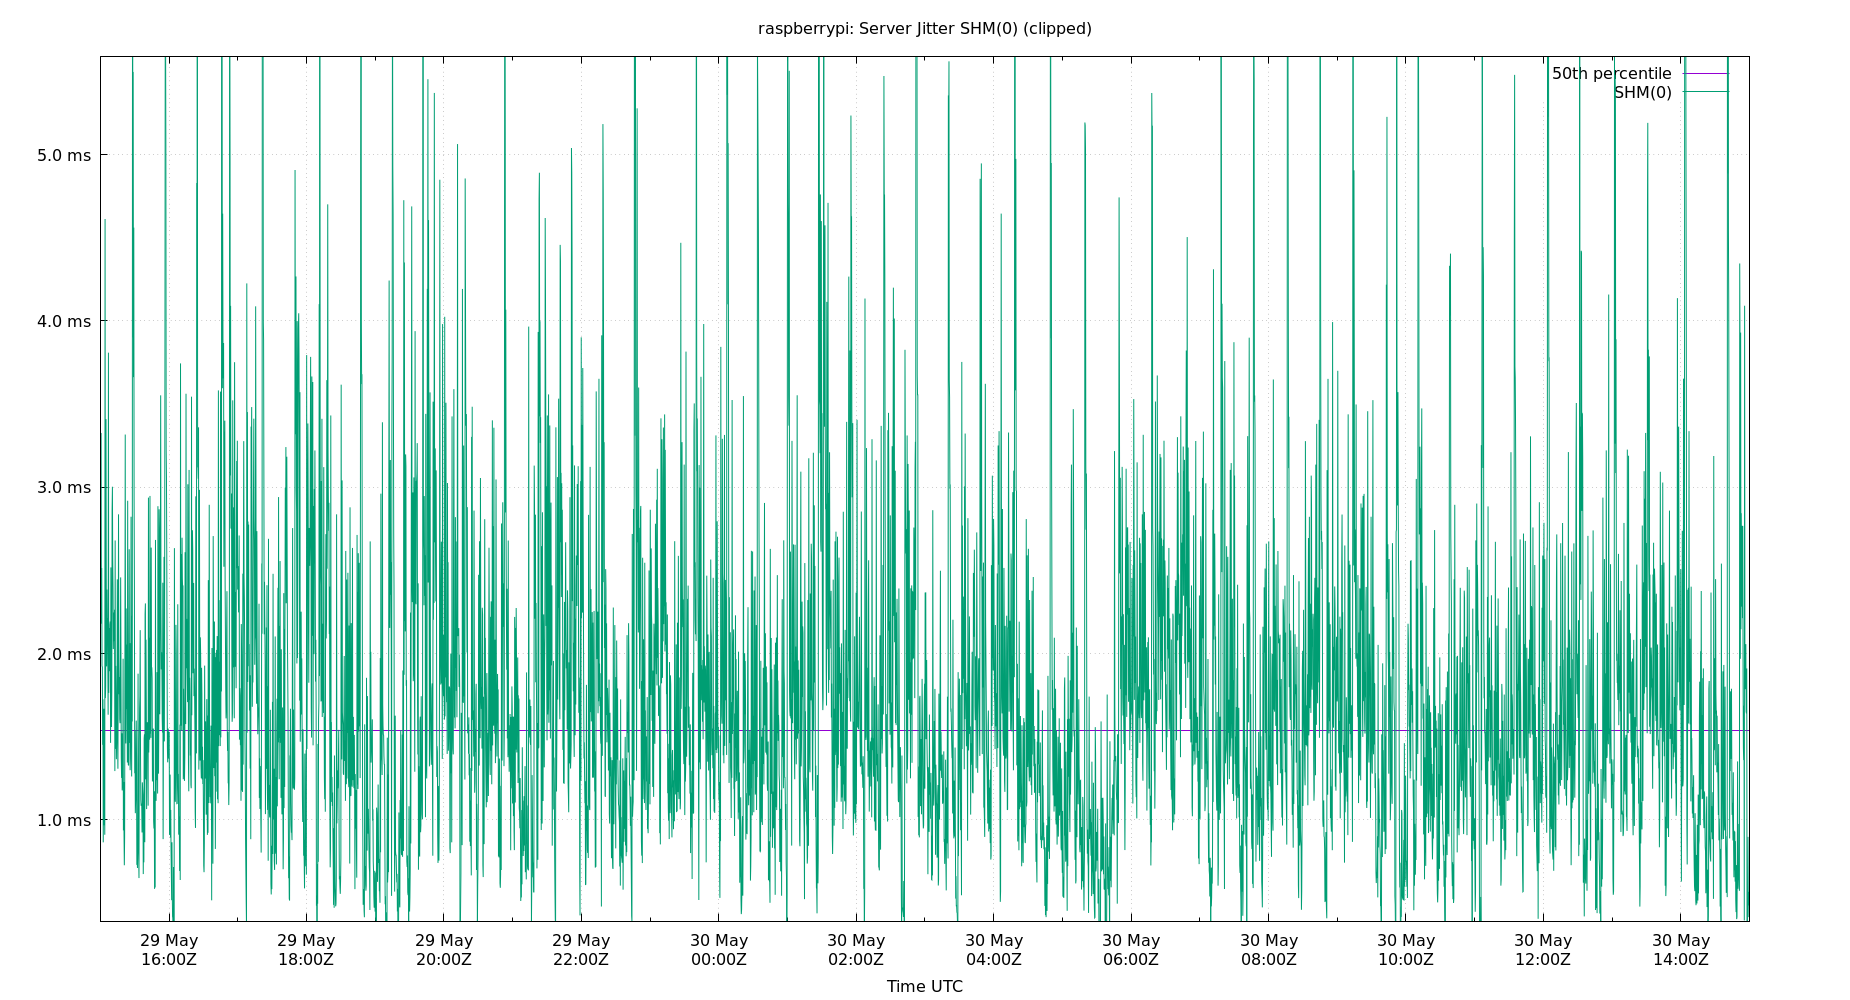 raspberrypi: Server Jitter SHM(0) (clipped)
50th percentile
SHM(0)
5.0 ms
4.0 ms
3.0 ms
2.0 ms
1.0 ms
29 May 29 May 29 May 29 May 30 May 30 May 30 May 30 May 30 May 30 May 30 May 30 May
16:00Z 18:00Z 20:00Z 22:00Z 00:00Z 02:00Z 04:00Z 06:00Z 08:00Z 10:00Z 12:00Z 14:00Z
Time UTC